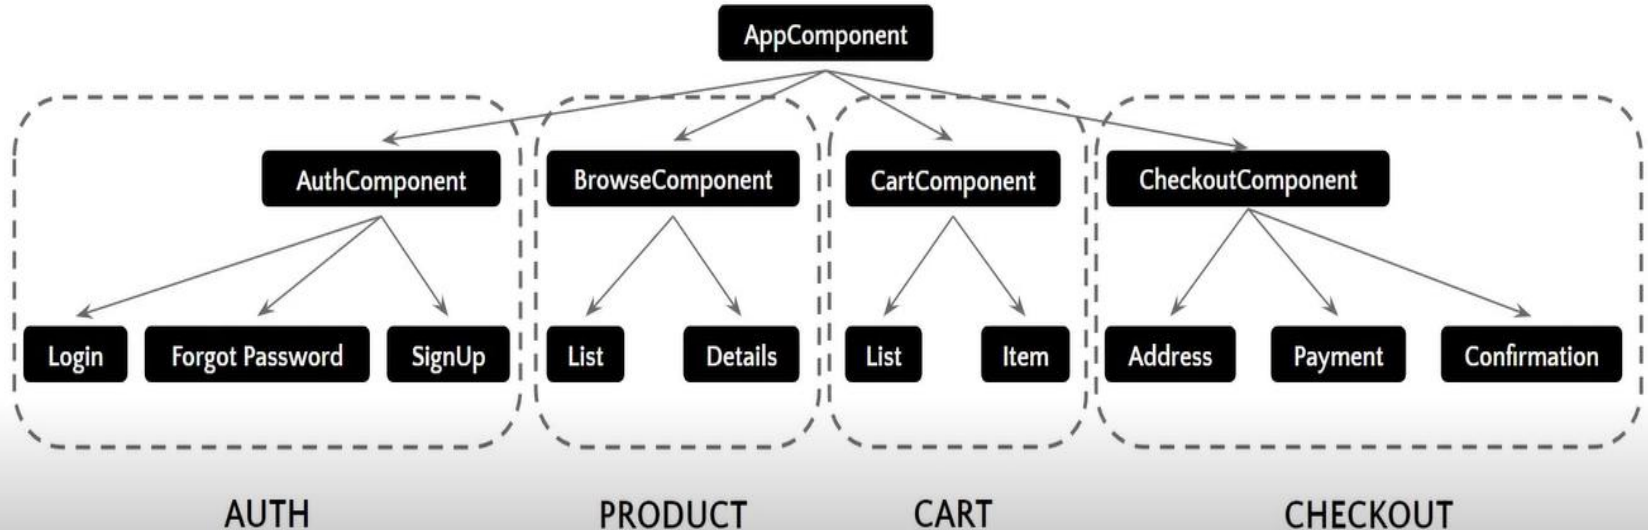 AppComponent
AuthComponent
BrowseComponent
CartComponent
CheckoutComponent
Login
Forgot Password
SignUp
List
Details
List
Item
Address
Payment
Confirmation
AUTH
PRODUCT
CART
CHECKOUT